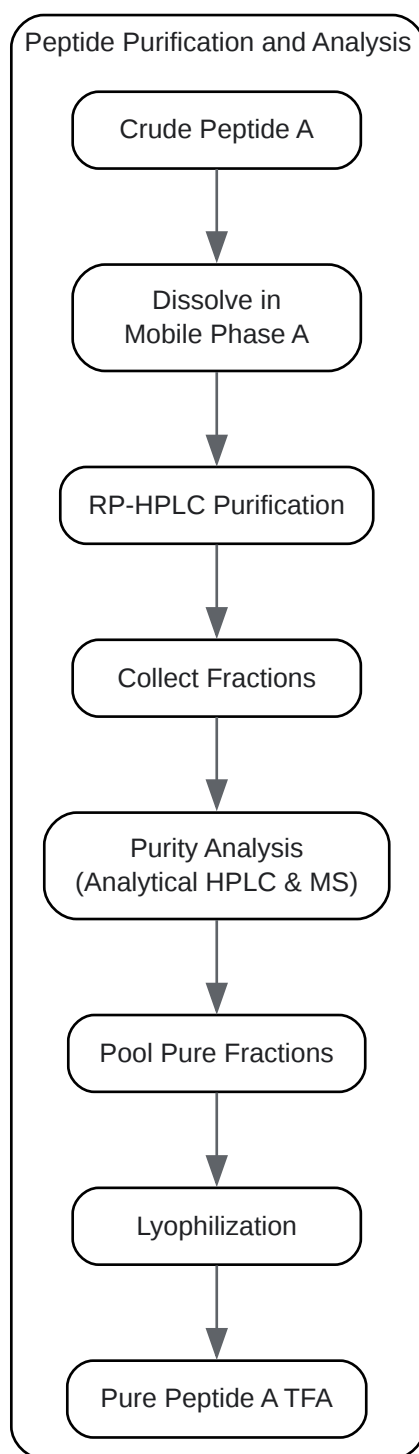 Peptide Purification and Analysis
Crude Peptide A
Dissolve in
Mobile Phase A
RP-HPLC Purification
Collect Fractions
Purity Analysis
(Analytical HPLC & MS)
Pool Pure Fractions
Lyophilization
Pure Peptide A TFA